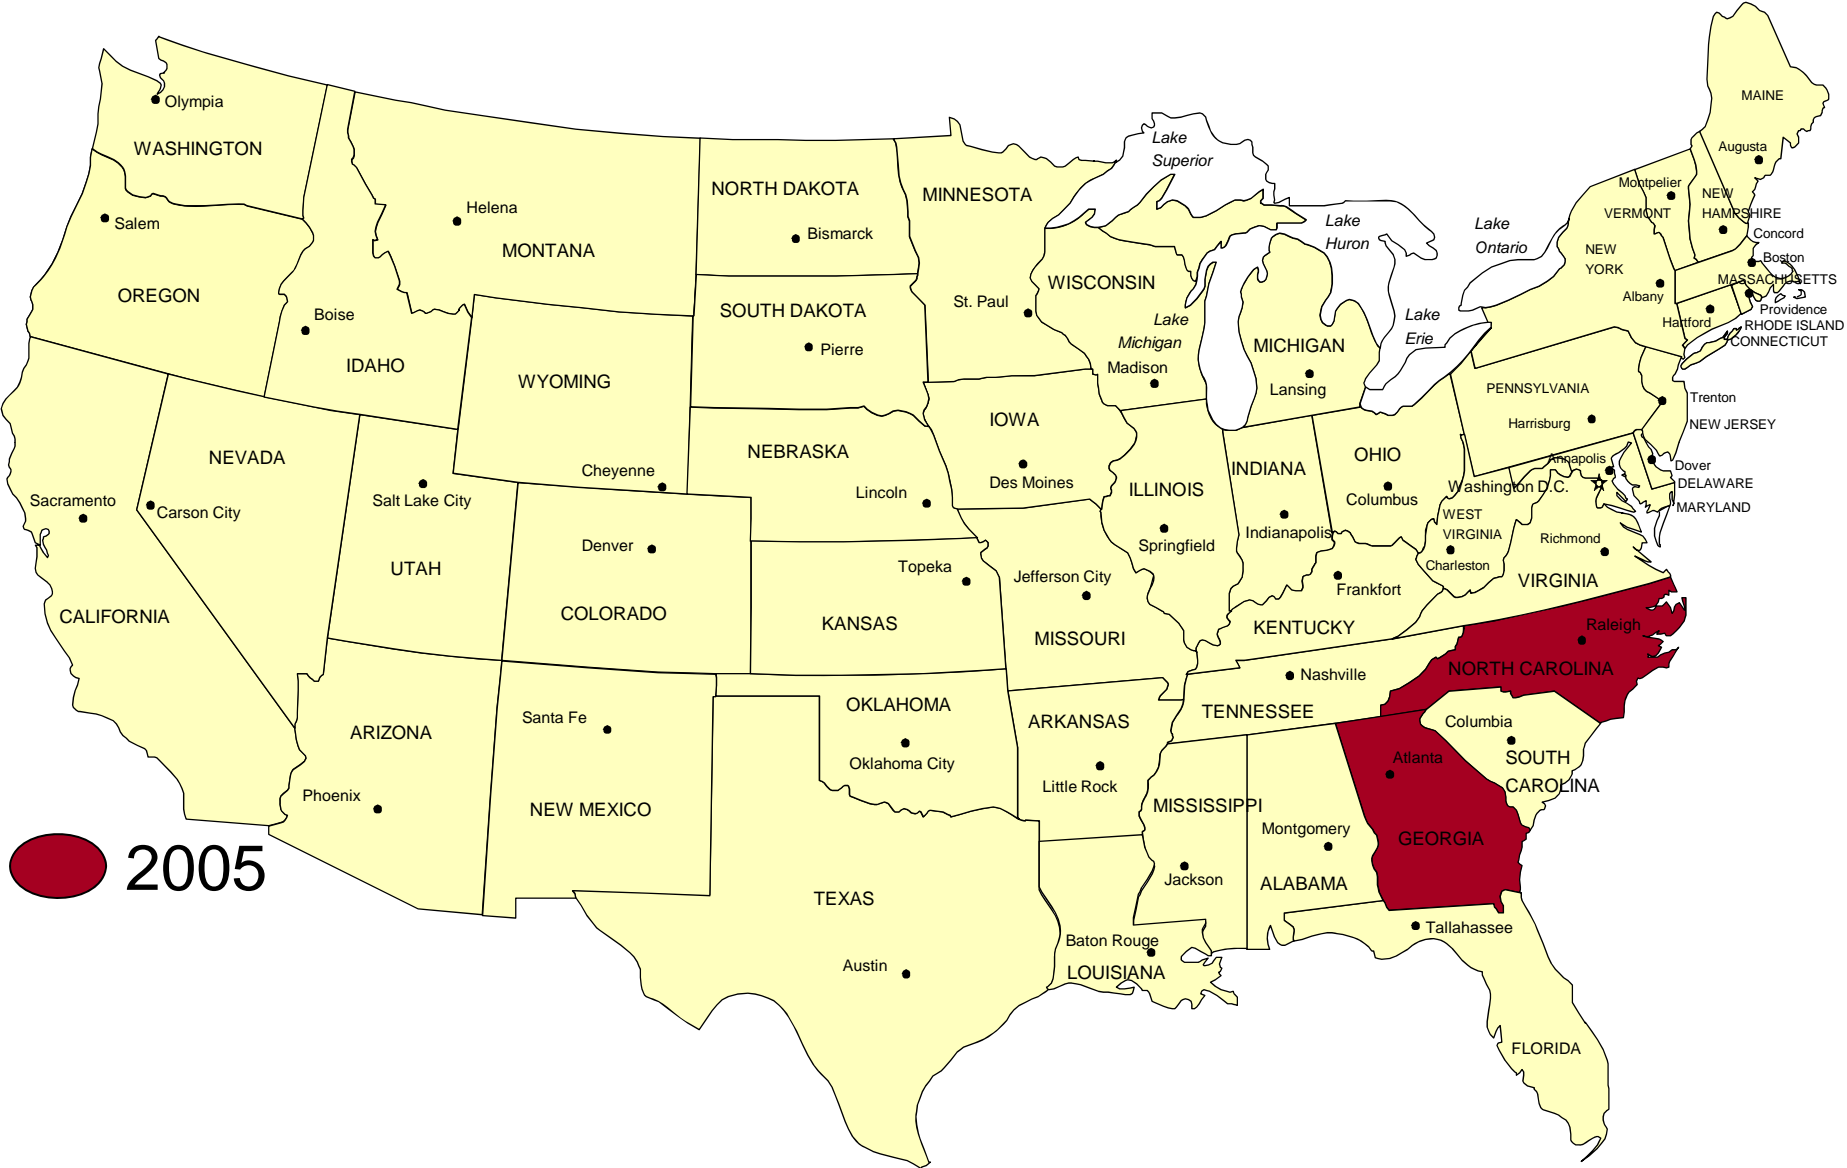 Olympia
WASHINGTON
Salem
OREGON
Boise
IDAHO
Helena
MONTANA
NORTH DAKOTA
Bismarck
SOUTH DAKOTA
Pierre
MINNESOTA
St. Paul
WISCONSIN
Madison
Lake
Superior
Lake
Michigan
Lake
Huron
Lake
Ontario
Lake
Erie
MICHIGAN
Lansing
MAINE
Augusta
Montpelier
VERMONT
NEW
HAMPSHIRE
Concord
Boston
MASSACHUSETTS
Providence
RHODE ISLAND
CONNECTICUT
Hartford
NEW
YORK
Albany
PENNSYLVANIA
Harrisburg
Trenton
NEW JERSEY
Dover
DELAWARE
MARYLAND
Annapolis
Washington D.C.
WYOMING
Cheyenne
NEBRASKA
Lincoln
IOWA
Des Moines
ILLINOIS
Springfield
INDIANA
Indianapolis
OHIO
Columbus
WEST
VIRGINIA
Charleston
Richmond
VIRGINIA
Sacramento
CALIFORNIA
NEVADA
Carson City
Salt Lake City
UTAH
Denver
COLORADO
Topeka
KANSAS
Jefferson City
MISSOURI
Frankfort
KENTUCKY
Raleigh
NORTH CAROLINA
Nashville
TENNESSEE
Columbia
SOUTH
CAROLINA
ARIZONA
Phoenix
Santa Fe
NEW MEXICO
OKLAHOMA
Oklahoma City
ARKANSAS
Little Rock
MISSISSIPPI
Jackson
Montgomery
ALABAMA
Atlanta
GEORGIA
2005
TEXAS
Austin
Baton Rouge
LOUISIANA
Tallahassee
FLORIDA